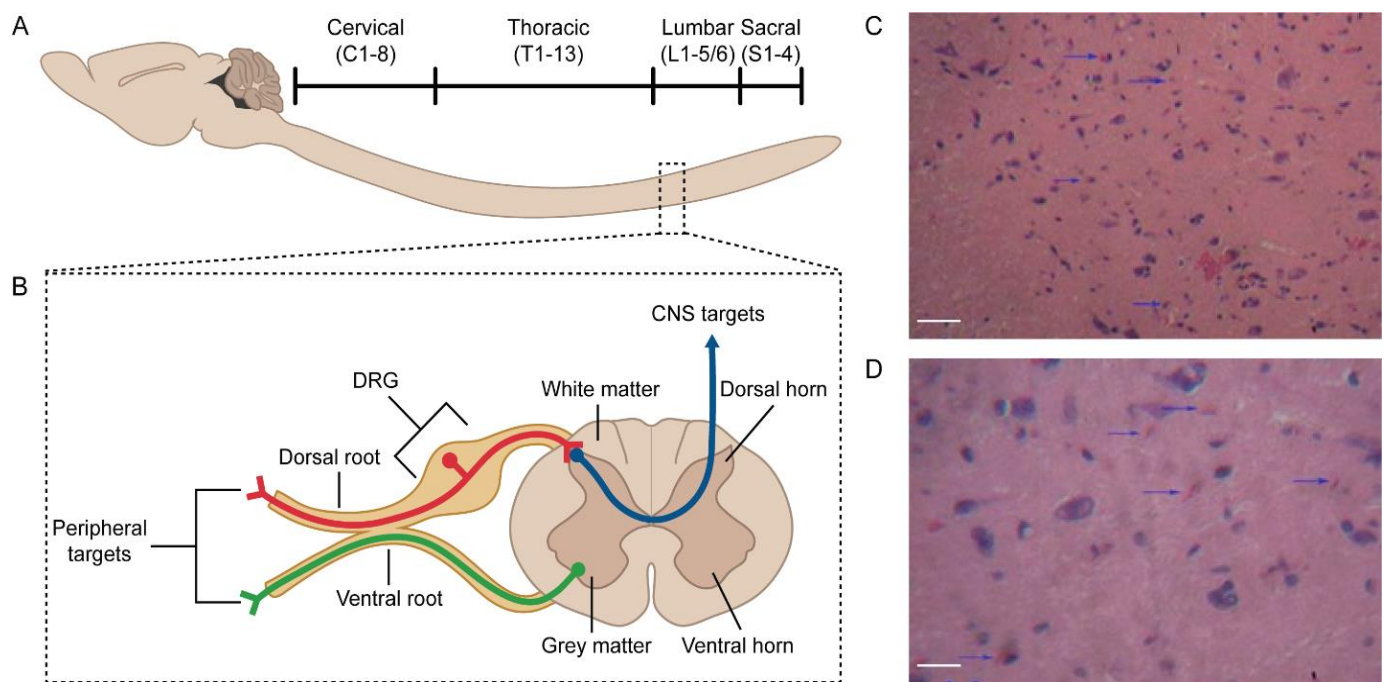 A
Cervical
(C1-8)
Thoracic
(T1-13)
Lumbar Sacral
(L1-5/6) (S1-4)
B
CNS targets
DRG
White matter
Dorsal horn
Dorsal root
Peripheral
targets
Ventral root
Grey matter
Ventral horn
C
D